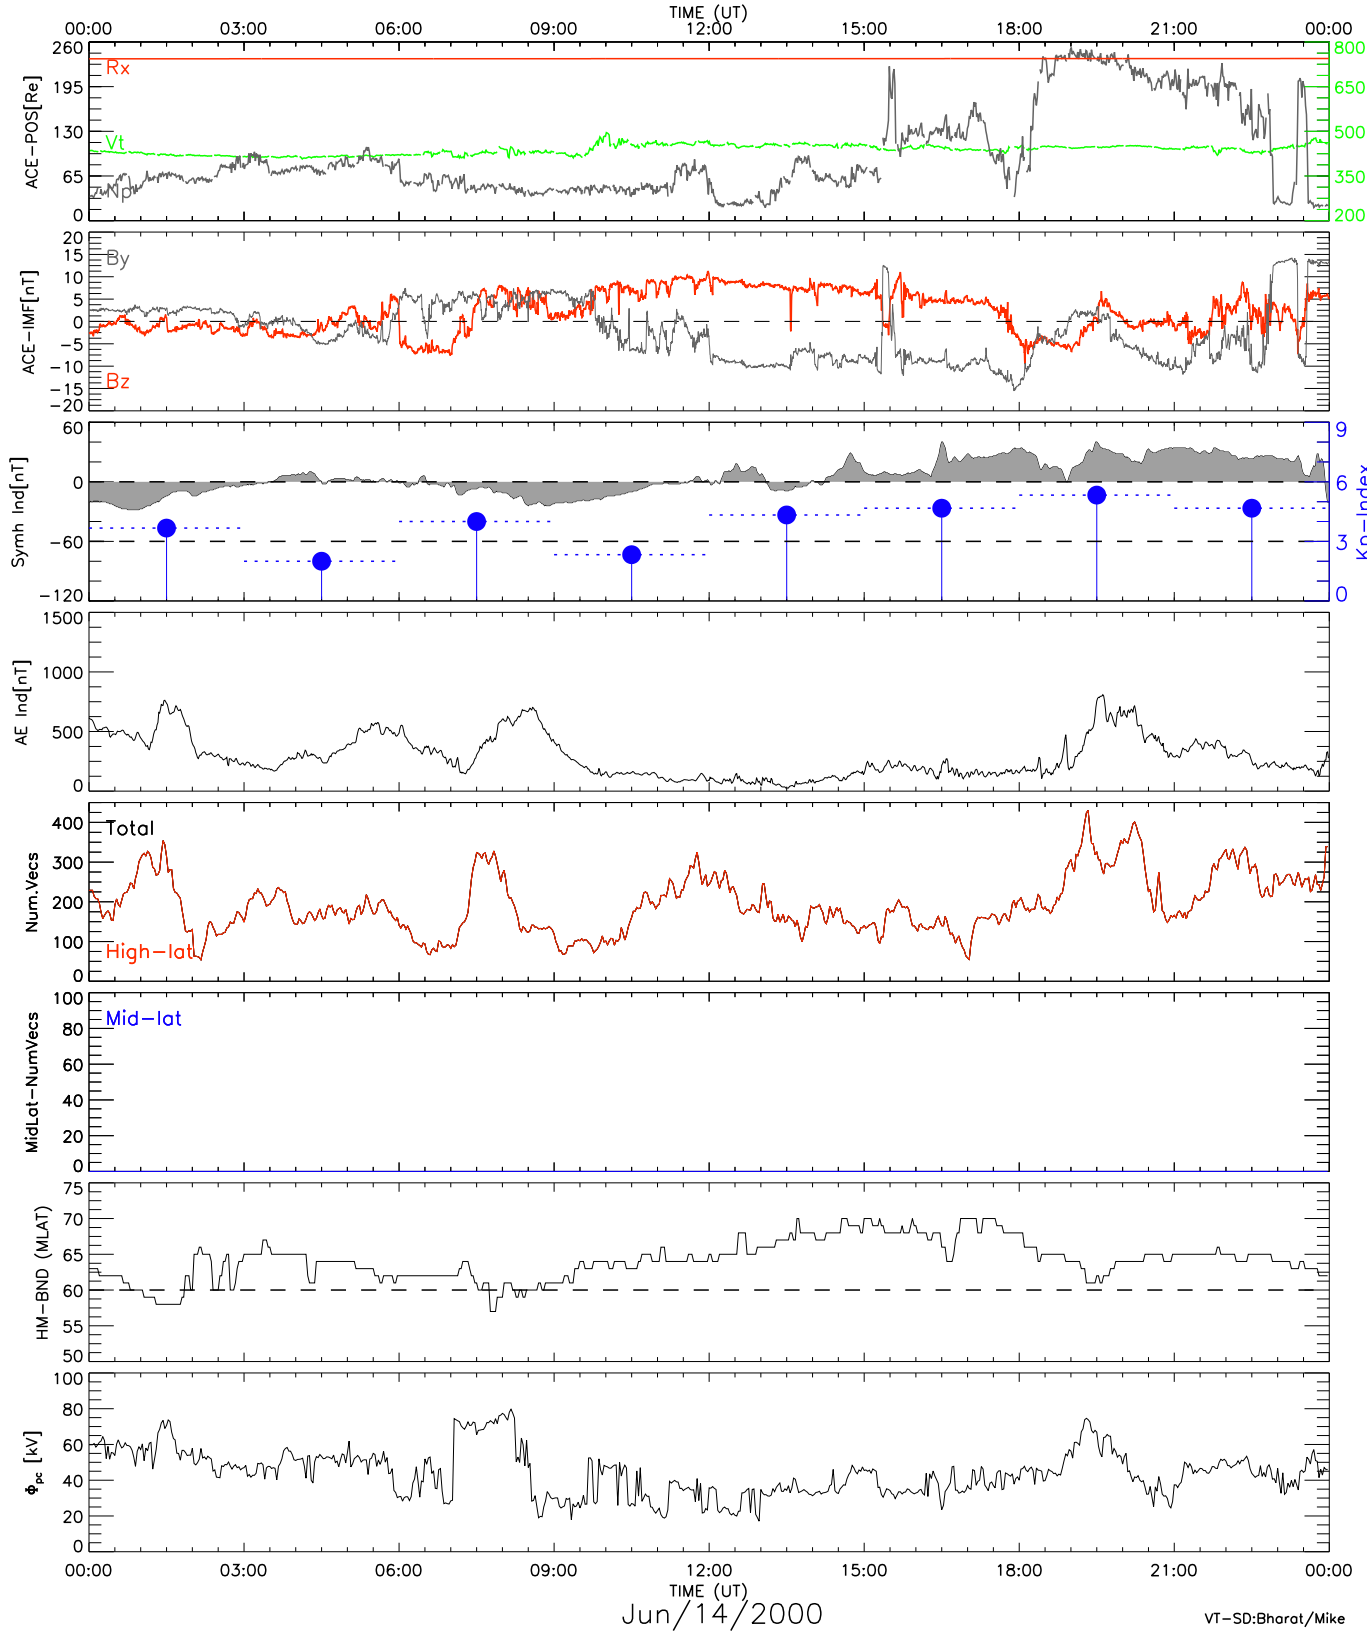 TIME (UT)
00:00 03:00 06:00 09:00 12:00 15:00 18:00 21:00 00:00
ACE-POS[Re]
260
195
130
65
0
Rx
Vt
Np
800
650
500
350
200
ACE-IMF[nT]
20
15
10
5
0
-5
-10
-15
-20
By
Bz
Symh Ind[nT]
60
0
-60
-120
9
6
3
0
Kp-Index
AE Ind[nT]
1500
1000
500
0
Num.Vecs
400
300
200
100
0
Total
High-lat
MidLat-NumVecs
100
80
60
40
20
0
Mid-lat
HM-BND (MLAT)
75
70
65
60
55
50
Φpc [kV]
100
80
60
40
20
0
00:00 03:00 06:00 09:00 12:00 15:00 18:00 21:00 00:00
TIME (UT)
Jun/14/2000
VT-SD:Bharat/Mike